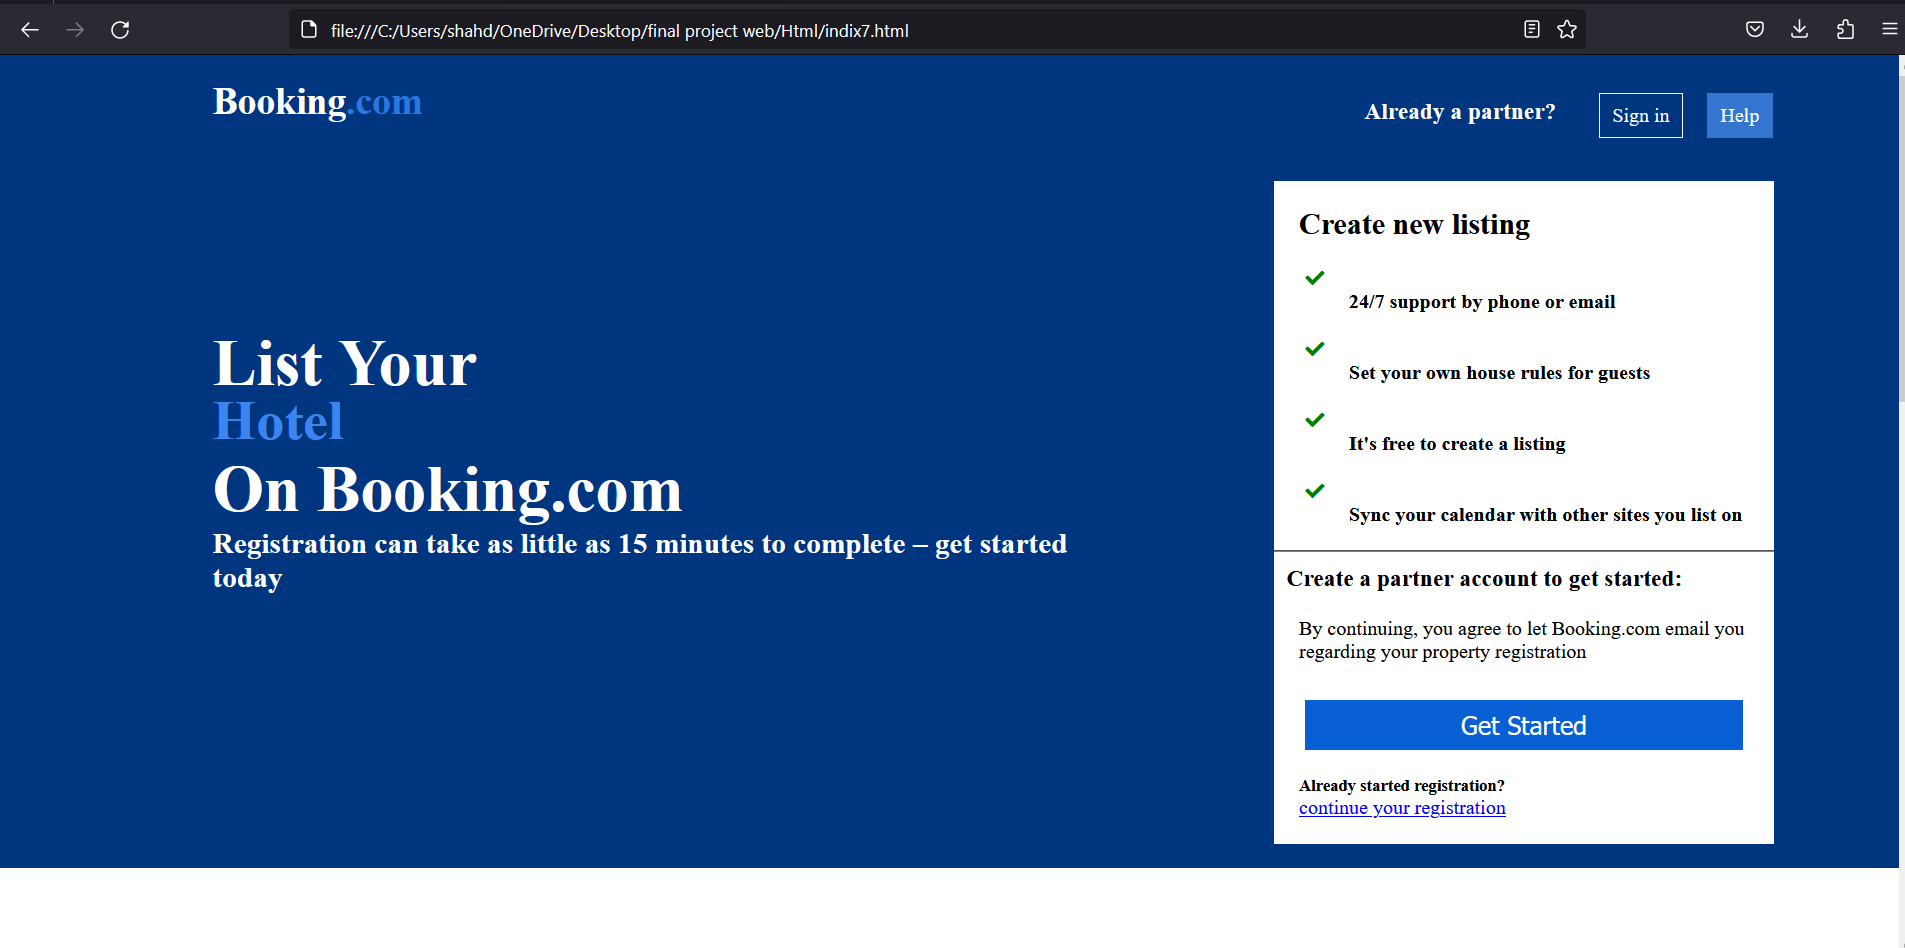 file:///C:/Users/shahd/OneDrive/Desktop/final project web/Html/indix7.html
Booking.com
Already a partner?
Sign in
Help
List Your
Hotel
On Booking.com
Registration can take as little as 15 minutes to complete – get started
today
Create new listing
24/7 support by phone or email
Set your own house rules for guests
It's free to create a listing
Sync your calendar with other sites you list on
Create a partner account to get started:
By continuing, you agree to let Booking.com email you
regarding your property registration
Get Started
Already started registration?
continue your registration